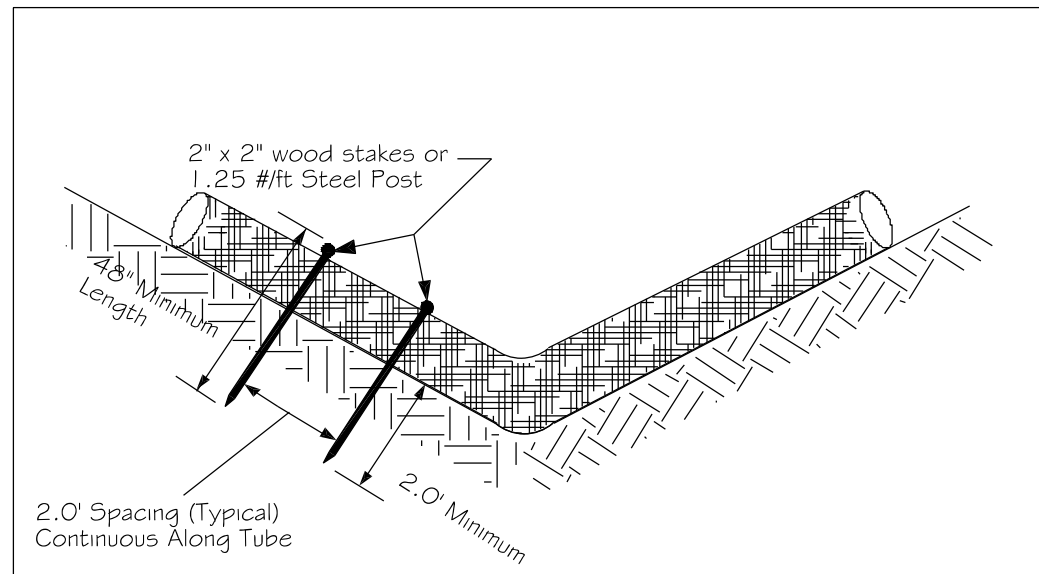 2" x 2" wood stakes or
1.25 #/ft Steel Post
48" Minimum
Length
2.0' Minimum
2.0' Spacing (Typical)
Continuous Along Tube